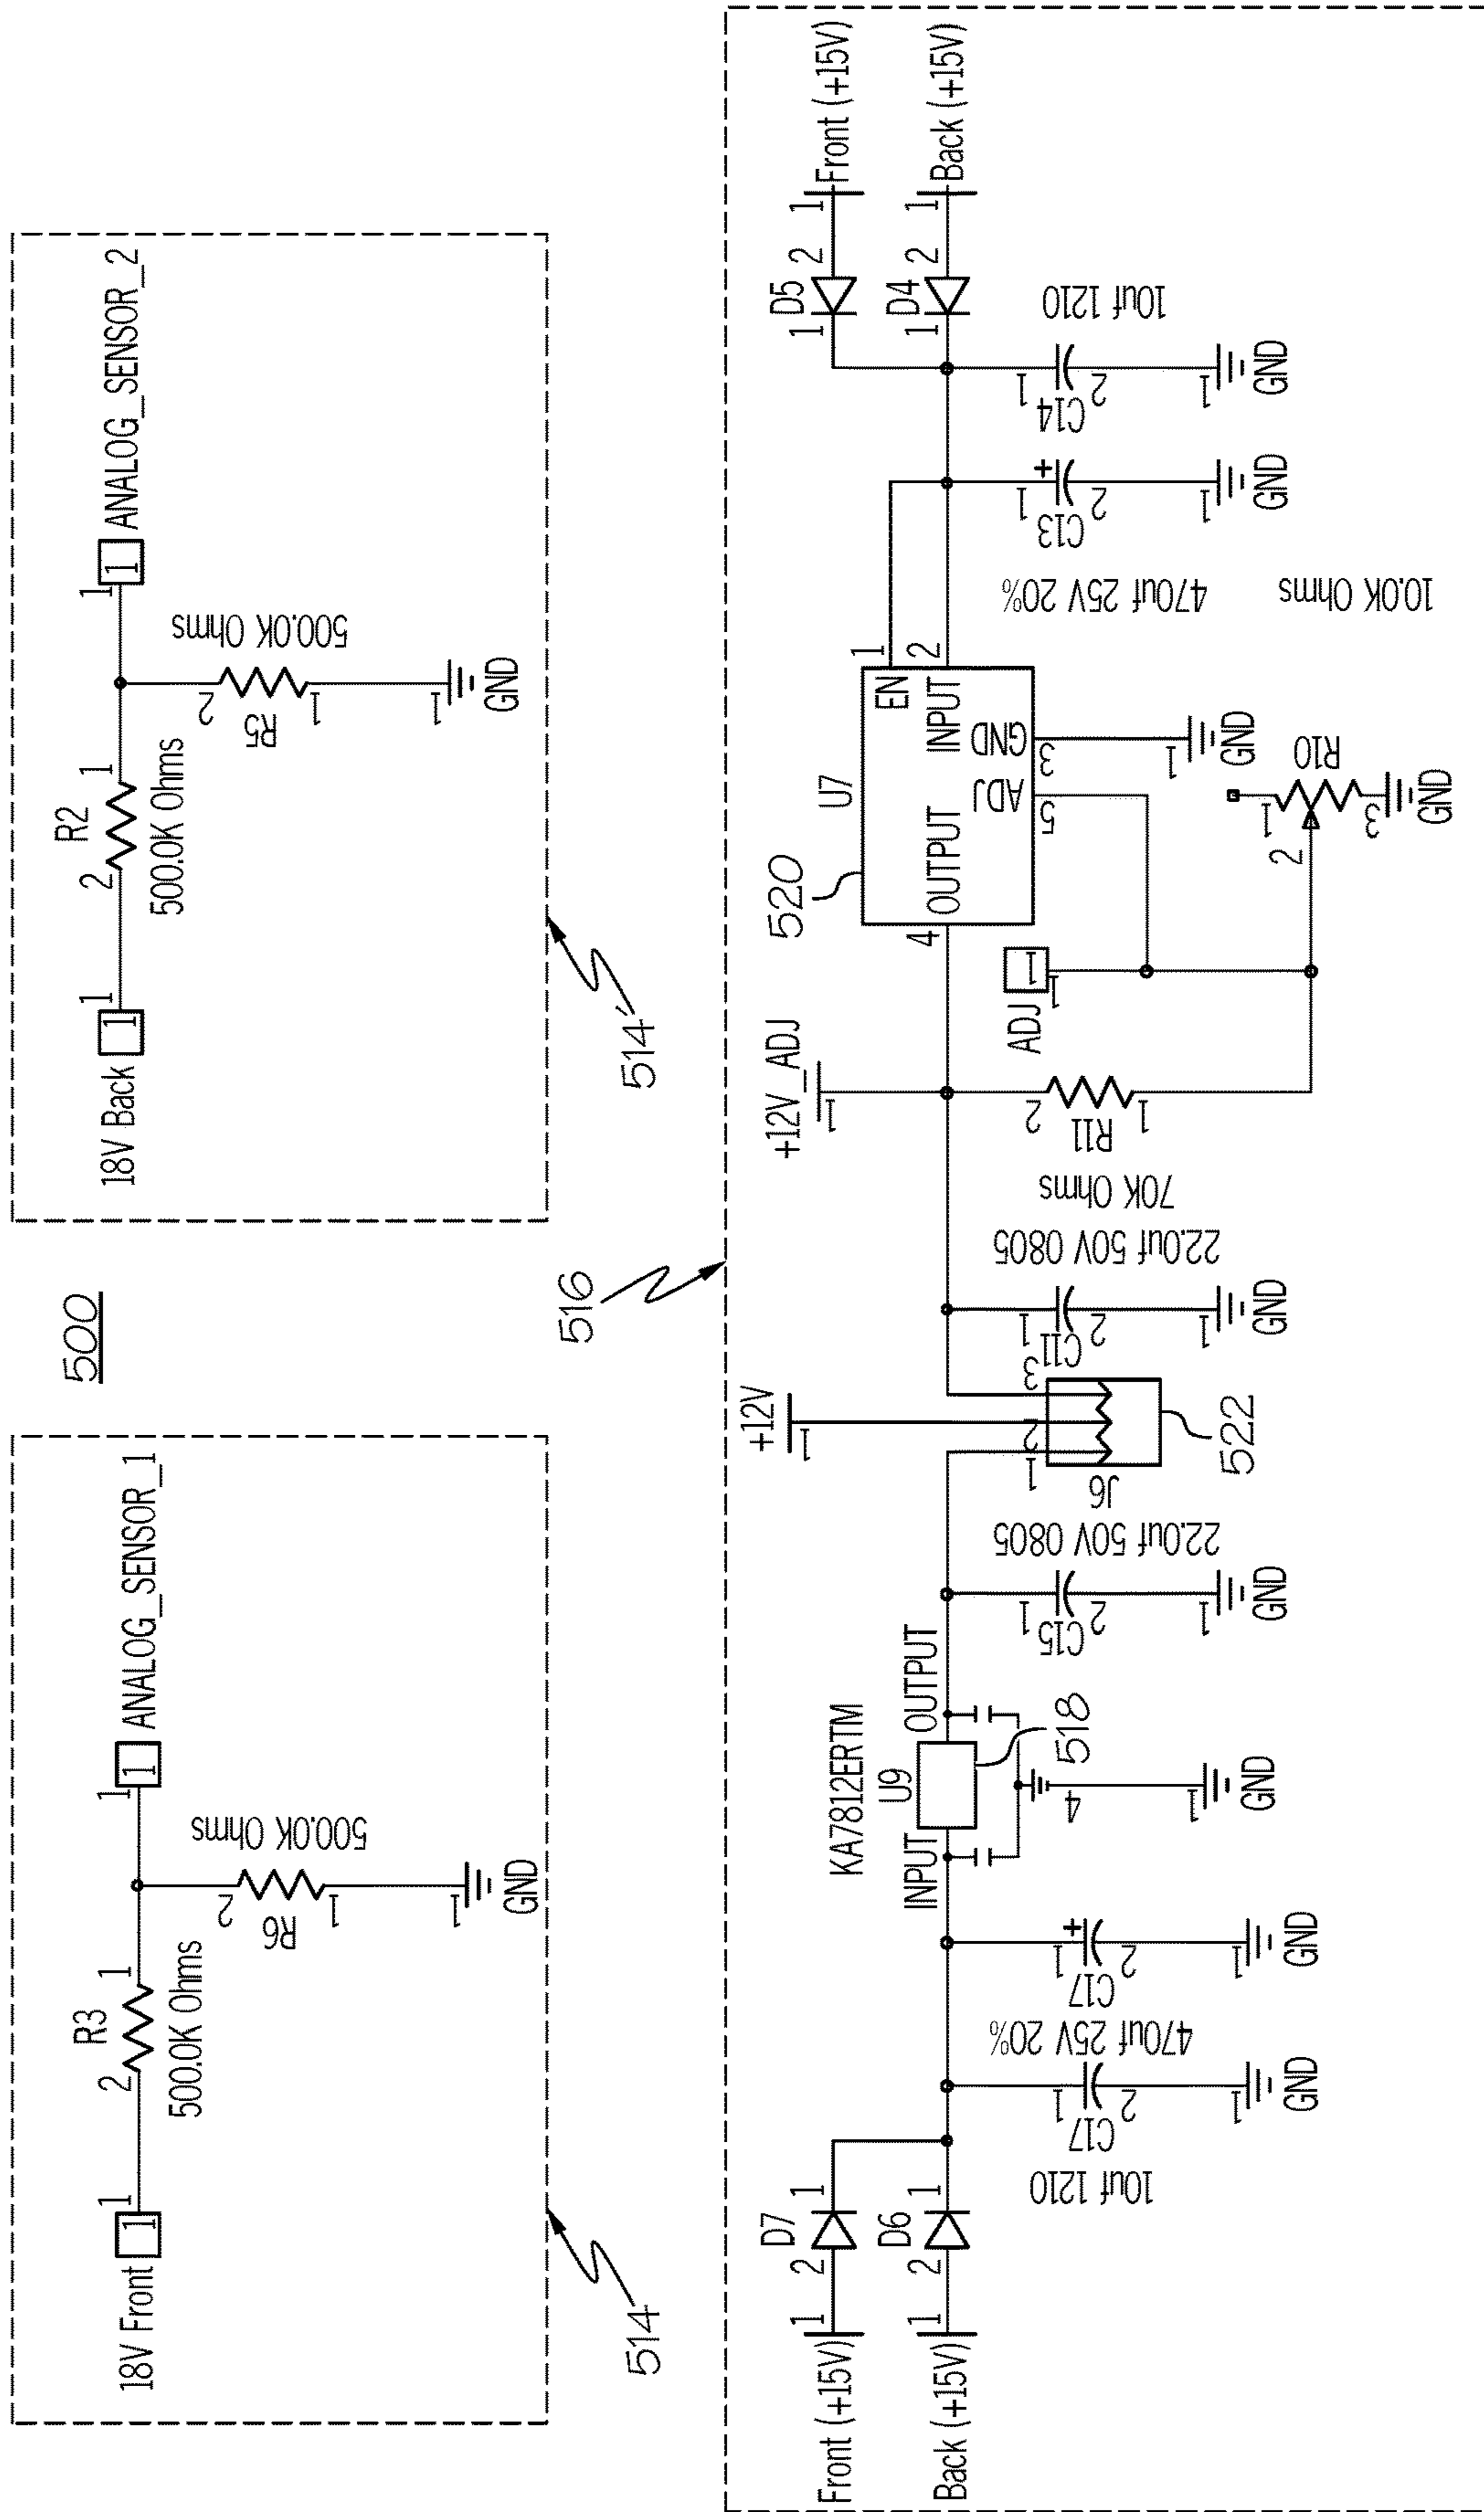 500
18V Front
1
1
2
R3
1
500.0K Ohms
1
1
ANALOG_SENSOR_1
2
R6
1
500.0K Ohms
1
GND
514
18V Back
1
1
2
R2
1
500.0K Ohms
1
1
ANALOG_SENSOR_2
2
R5
1
500.0K Ohms
1
GND
514'
516
Front (+15V)
1
2
D7
1
Back (+15V)
1
2
D6
1
10uf 1210
1
C17
2
1
GND
470uf 25V 20%
1
C17
2
+
1
GND
KA7812ERTM
U9
INPUT
OUTPUT
4
518
1
GND
1
C15
2
1
GND
22.0uf 50V 0805
+12V
1
1
2
3
J6
522
1
C11
2
1
GND
22.0uf 50V 0805
+12V_ADJ
1
2
R11
1
70K Ohms
ADJ
1
1
520
U7
4
OUTPUT
EN
INPUT
GND
ADJ
1
2
3
5
1
GND
1
2
3
R10
GND
10.0K Ohms
470uf 25V 20%
1
C13
2
+
1
GND
1
C14
2
1
GND
10uf 1210
1
D5
2
1
Front (+15V)
1
D4
2
1
Back (+15V)